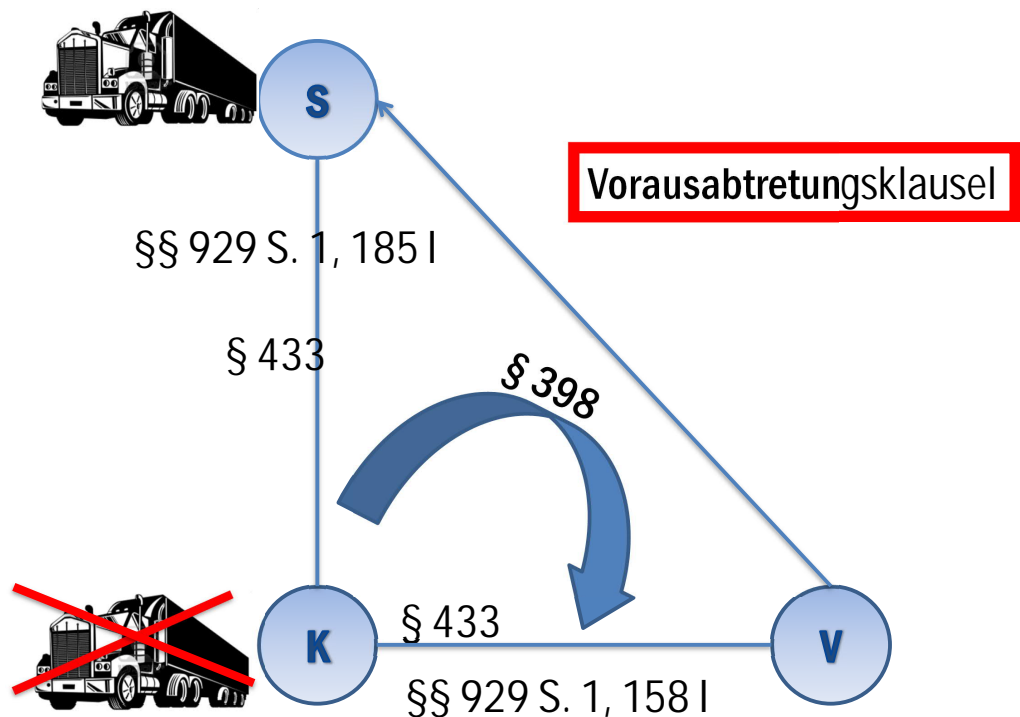 S
Vorausabtretungsklausel
§§ 929 S. 1, 185 I
§ 433
§ 398
K
§ 433
V
§§ 929 S. 1, 158 I